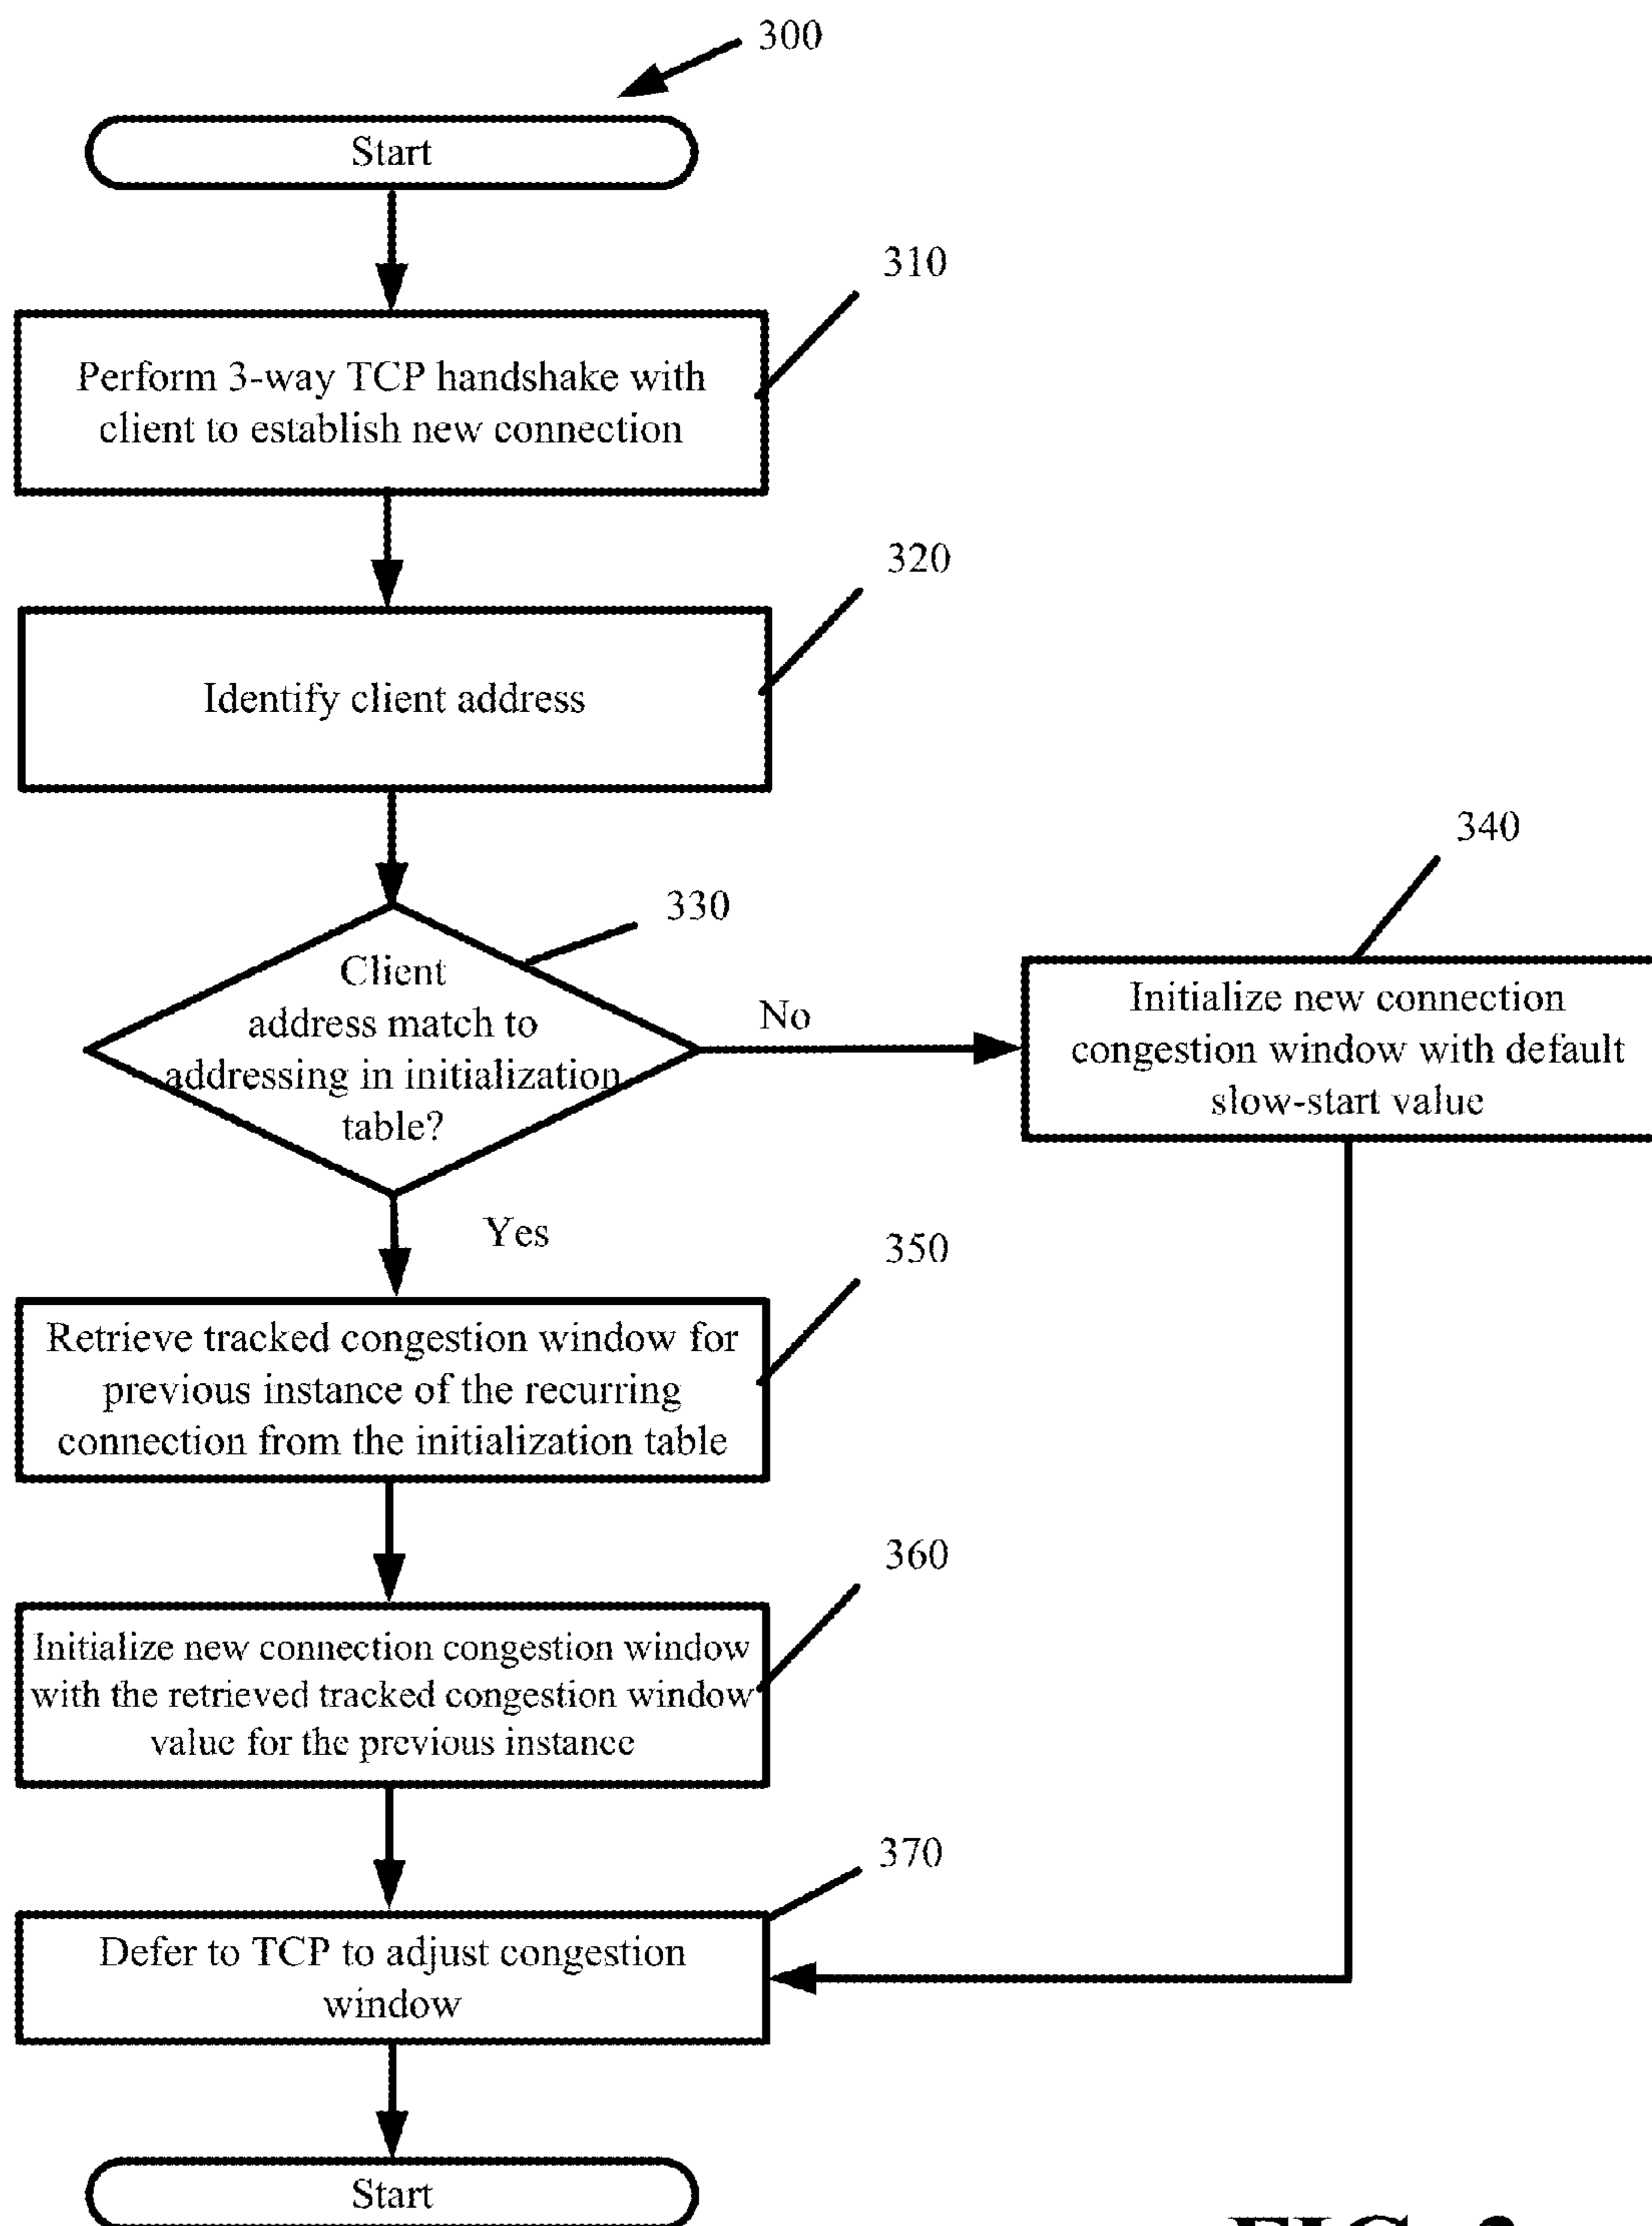 300
Start
310
Perform 3-way TCP handshake with
client to establish new connection
320
Identify client address
330
Client
address match to
addressing in initialization
table?
No
340
Initialize new connection
congestion window with default
slow-start value
Yes
350
Retrieve tracked congestion window for
previous instance of the recurring
connection from the initialization table
360
Initialize new connection congestion window
with the retrieved tracked congestion window
value for the previous instance
370
Defer to TCP to adjust congestion
window
Start